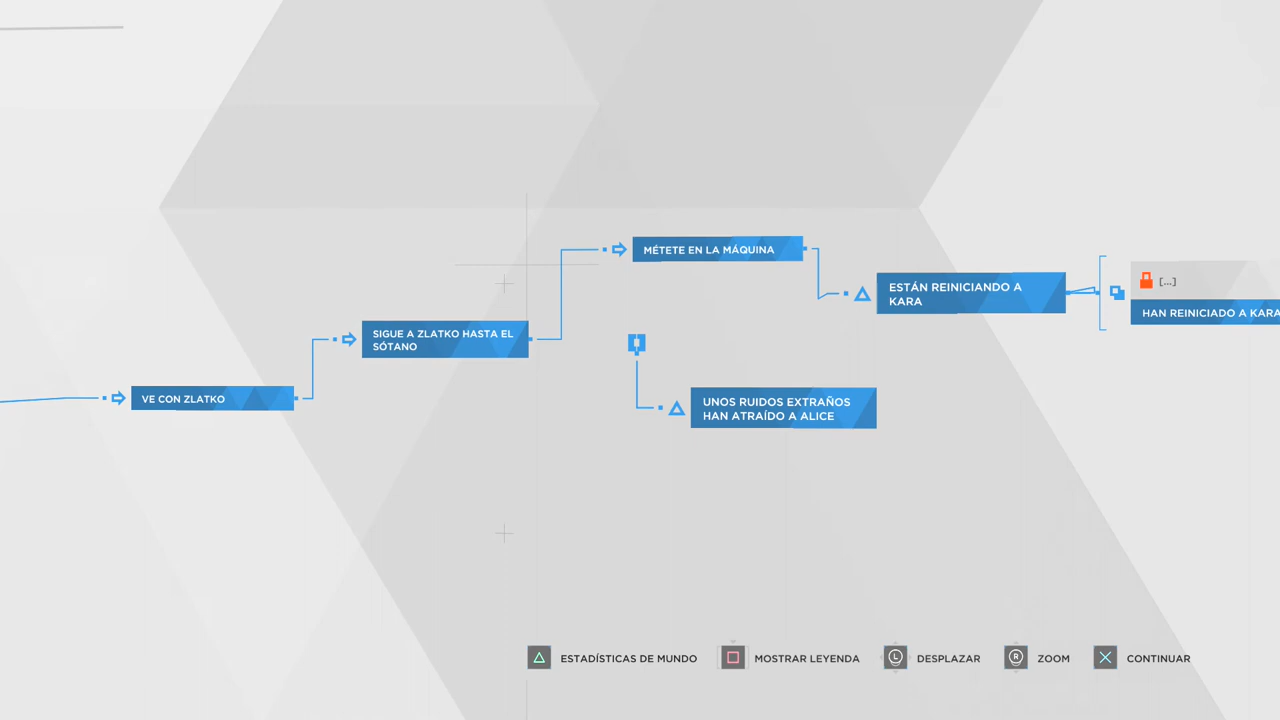 VE CON ZLATKO
SIGUE A ZLATKO HASTA EL
SÓTANO
MÉTETE EN LA MÁQUINA
UNOS RUIDOS EXTRAÑOS
HAN ATRAÍDO A ALICE
ESTÁN REINICIANDO A
KARA
[...]
HAN REINICIADO A KARA
ESTADÍSTICAS DE MUNDO
MOSTRAR LEYENDA
L
DESPLAZAR
R
ZOOM
CONTINUAR